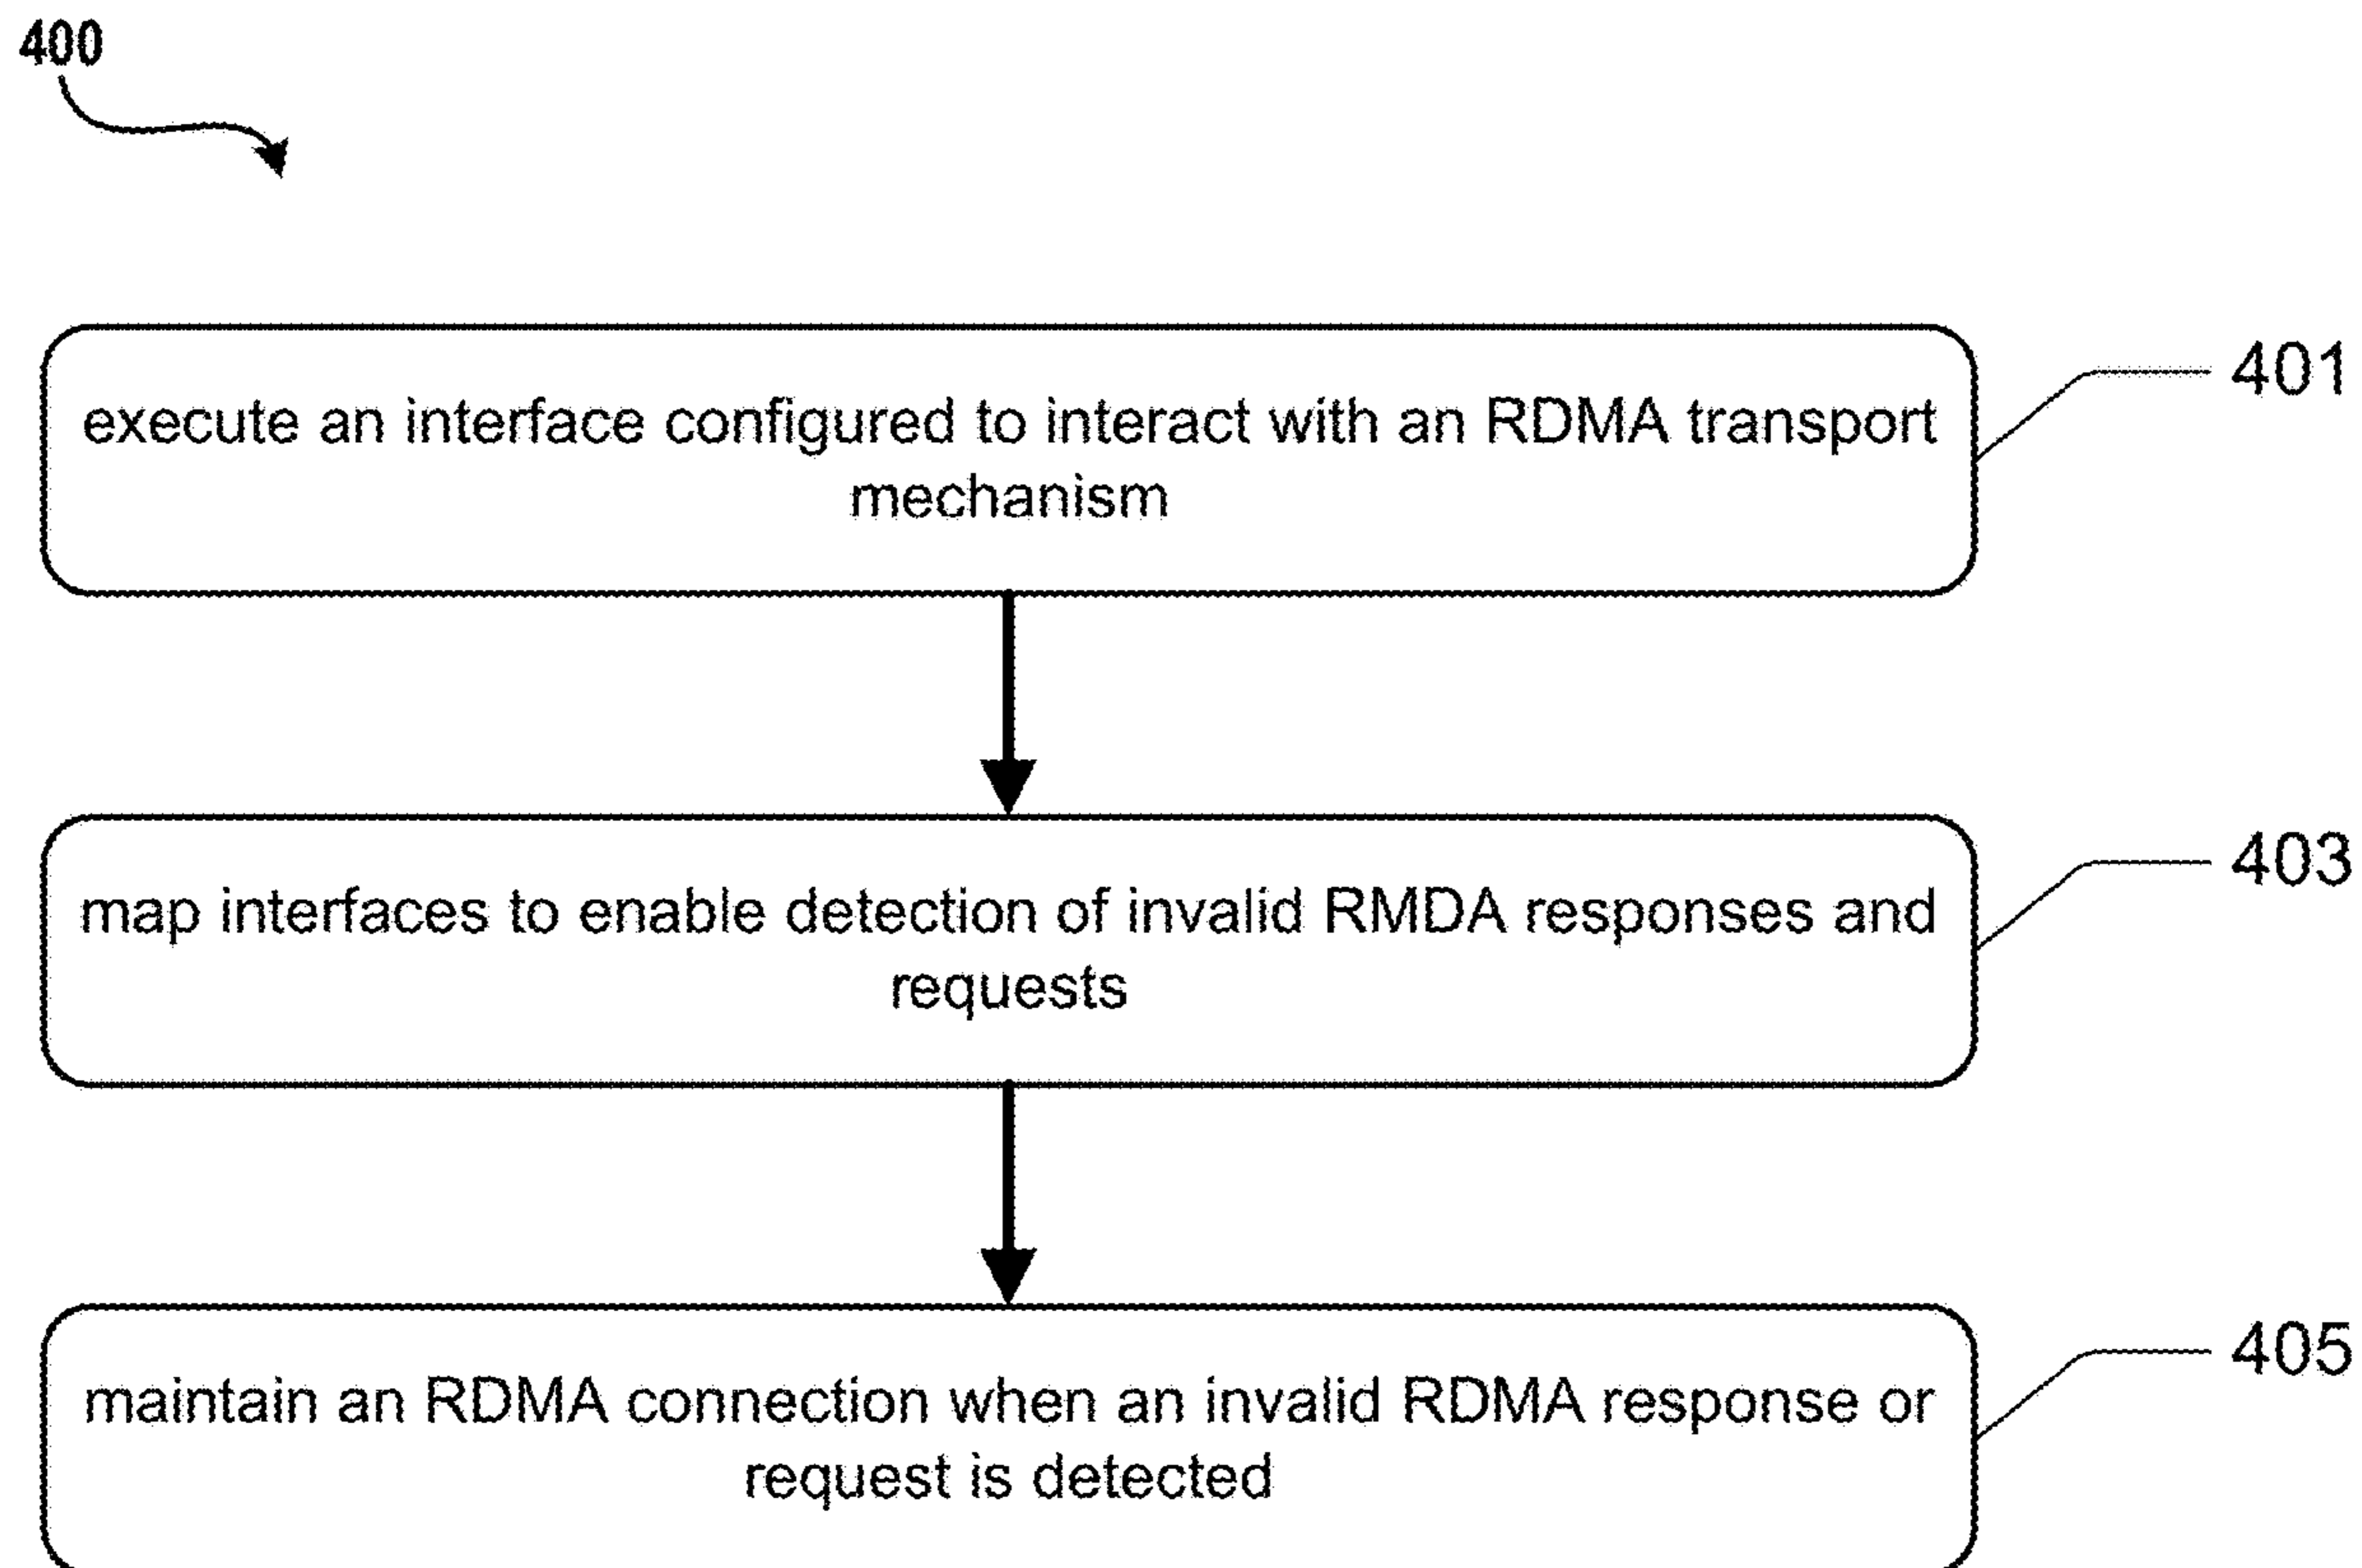 400
execute an interface configured to interact with an RDMA transport
mechanism
401
map interfaces to enable detection of invalid RMDA responses and
requests
403
maintain an RDMA connection when an invalid RDMA response or
request is detected
405